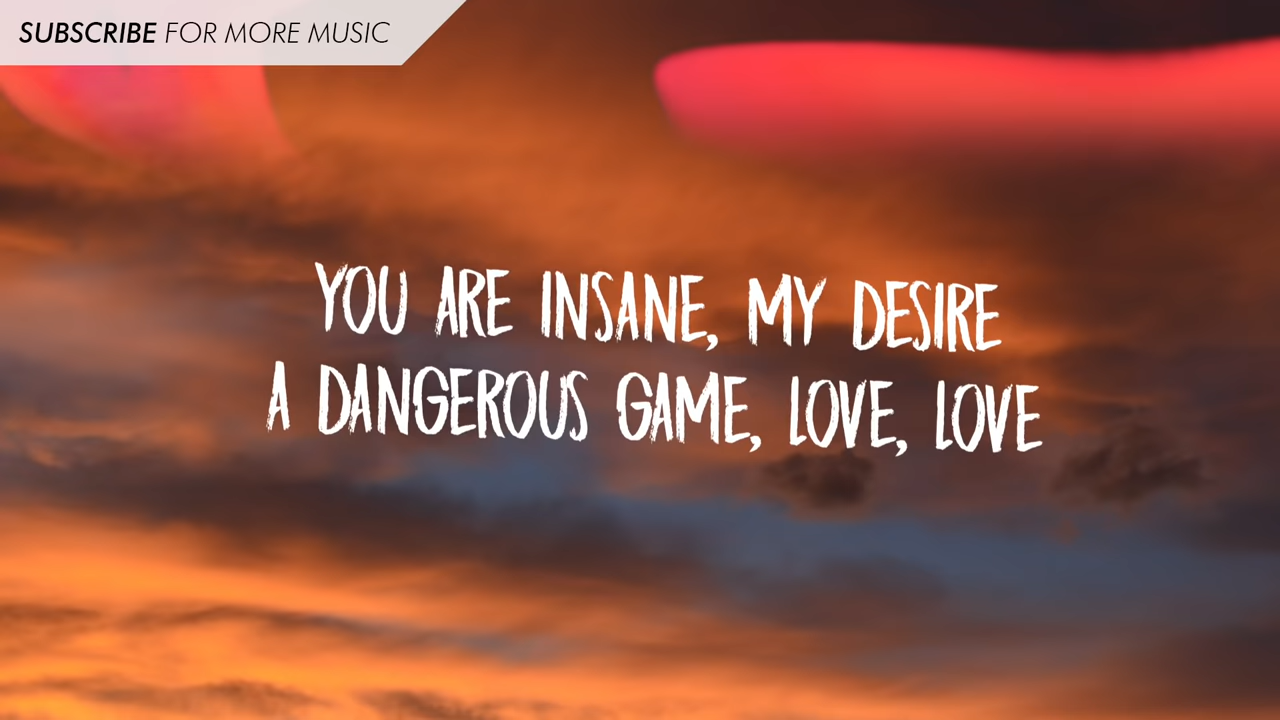 SUBSCRIBE FOR MORE MUSIC
YOU ARE INSANE, MY DESIRE
A DANGEROUS GAME, LOVE, LOVE